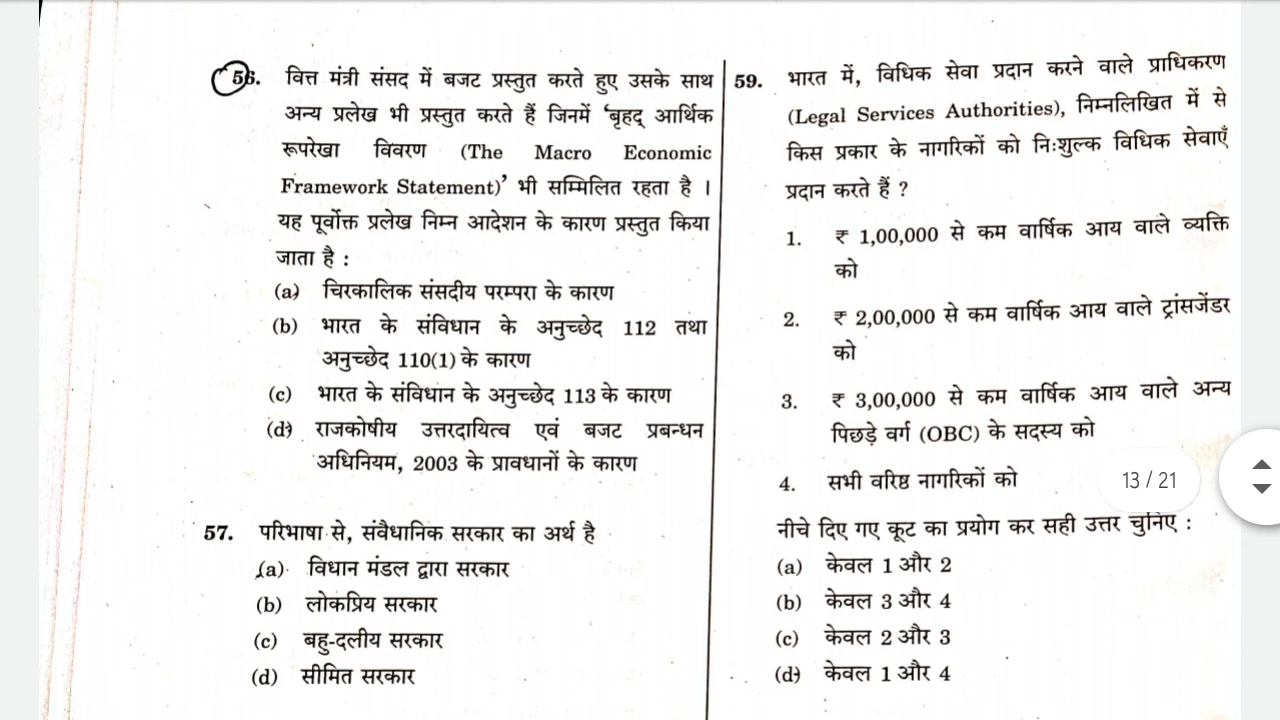 56. वित्त मंत्री संसद में बजट प्रस्तुत करते हुए उसके साथ
अन्य प्रलेख भी प्रस्तुत करते हैं जिनमें ‘बृहद् आर्थिक
रूपरेखा विवरण (The Macro Economic
Framework Statement)’ भी सम्मिलित रहता है ।
यह पूर्वोक्त प्रलेख निम्न आदेशन के कारण प्रस्तुत किया
जाता है :
(a) चिरकालिक संसदीय परम्परा के कारण
(b) भारत के संविधान के अनुच्छेद 112 तथा
अनुच्छेद 110(1) के कारण
(c) भारत के संविधान के अनुच्छेद 113 के कारण
(d) राजकोषीय उत्तरदायित्व एवं बजट प्रबन्धन
अधिनियम, 2003 के प्रावधानों के कारण
57. परिभाषा से, संवैधानिक सरकार का अर्थ है
(a) विधान मंडल द्वारा सरकार
(b) लोकप्रिय सरकार
(c) बहु-दलीय सरकार
(d) सीमित सरकार
59. भारत में, विधिक सेवा प्रदान करने वाले प्राधिकरण
(Legal Services Authorities), निम्नलिखित में से
किस प्रकार के नागरिकों को निःशुल्क विधिक सेवाएँ
प्रदान करते हैं ?
1. ₹ 1,00,000 से कम वार्षिक आय वाले व्यक्ति
को
2. ₹ 2,00,000 से कम वार्षिक आय वाले ट्रांसजेंडर
को
3. ₹ 3,00,000 से कम वार्षिक आय वाले अन्य
पिछड़े वर्ग (OBC) के सदस्य को
4. सभी वरिष्ठ नागरिकों को
13 / 21
नीचे दिए गए कूट का प्रयोग कर सही उत्तर चुनिए :
(a) केवल 1 और 2
(b) केवल 3 और 4
(c) केवल 2 और 3
(d) केवल 1 और 4